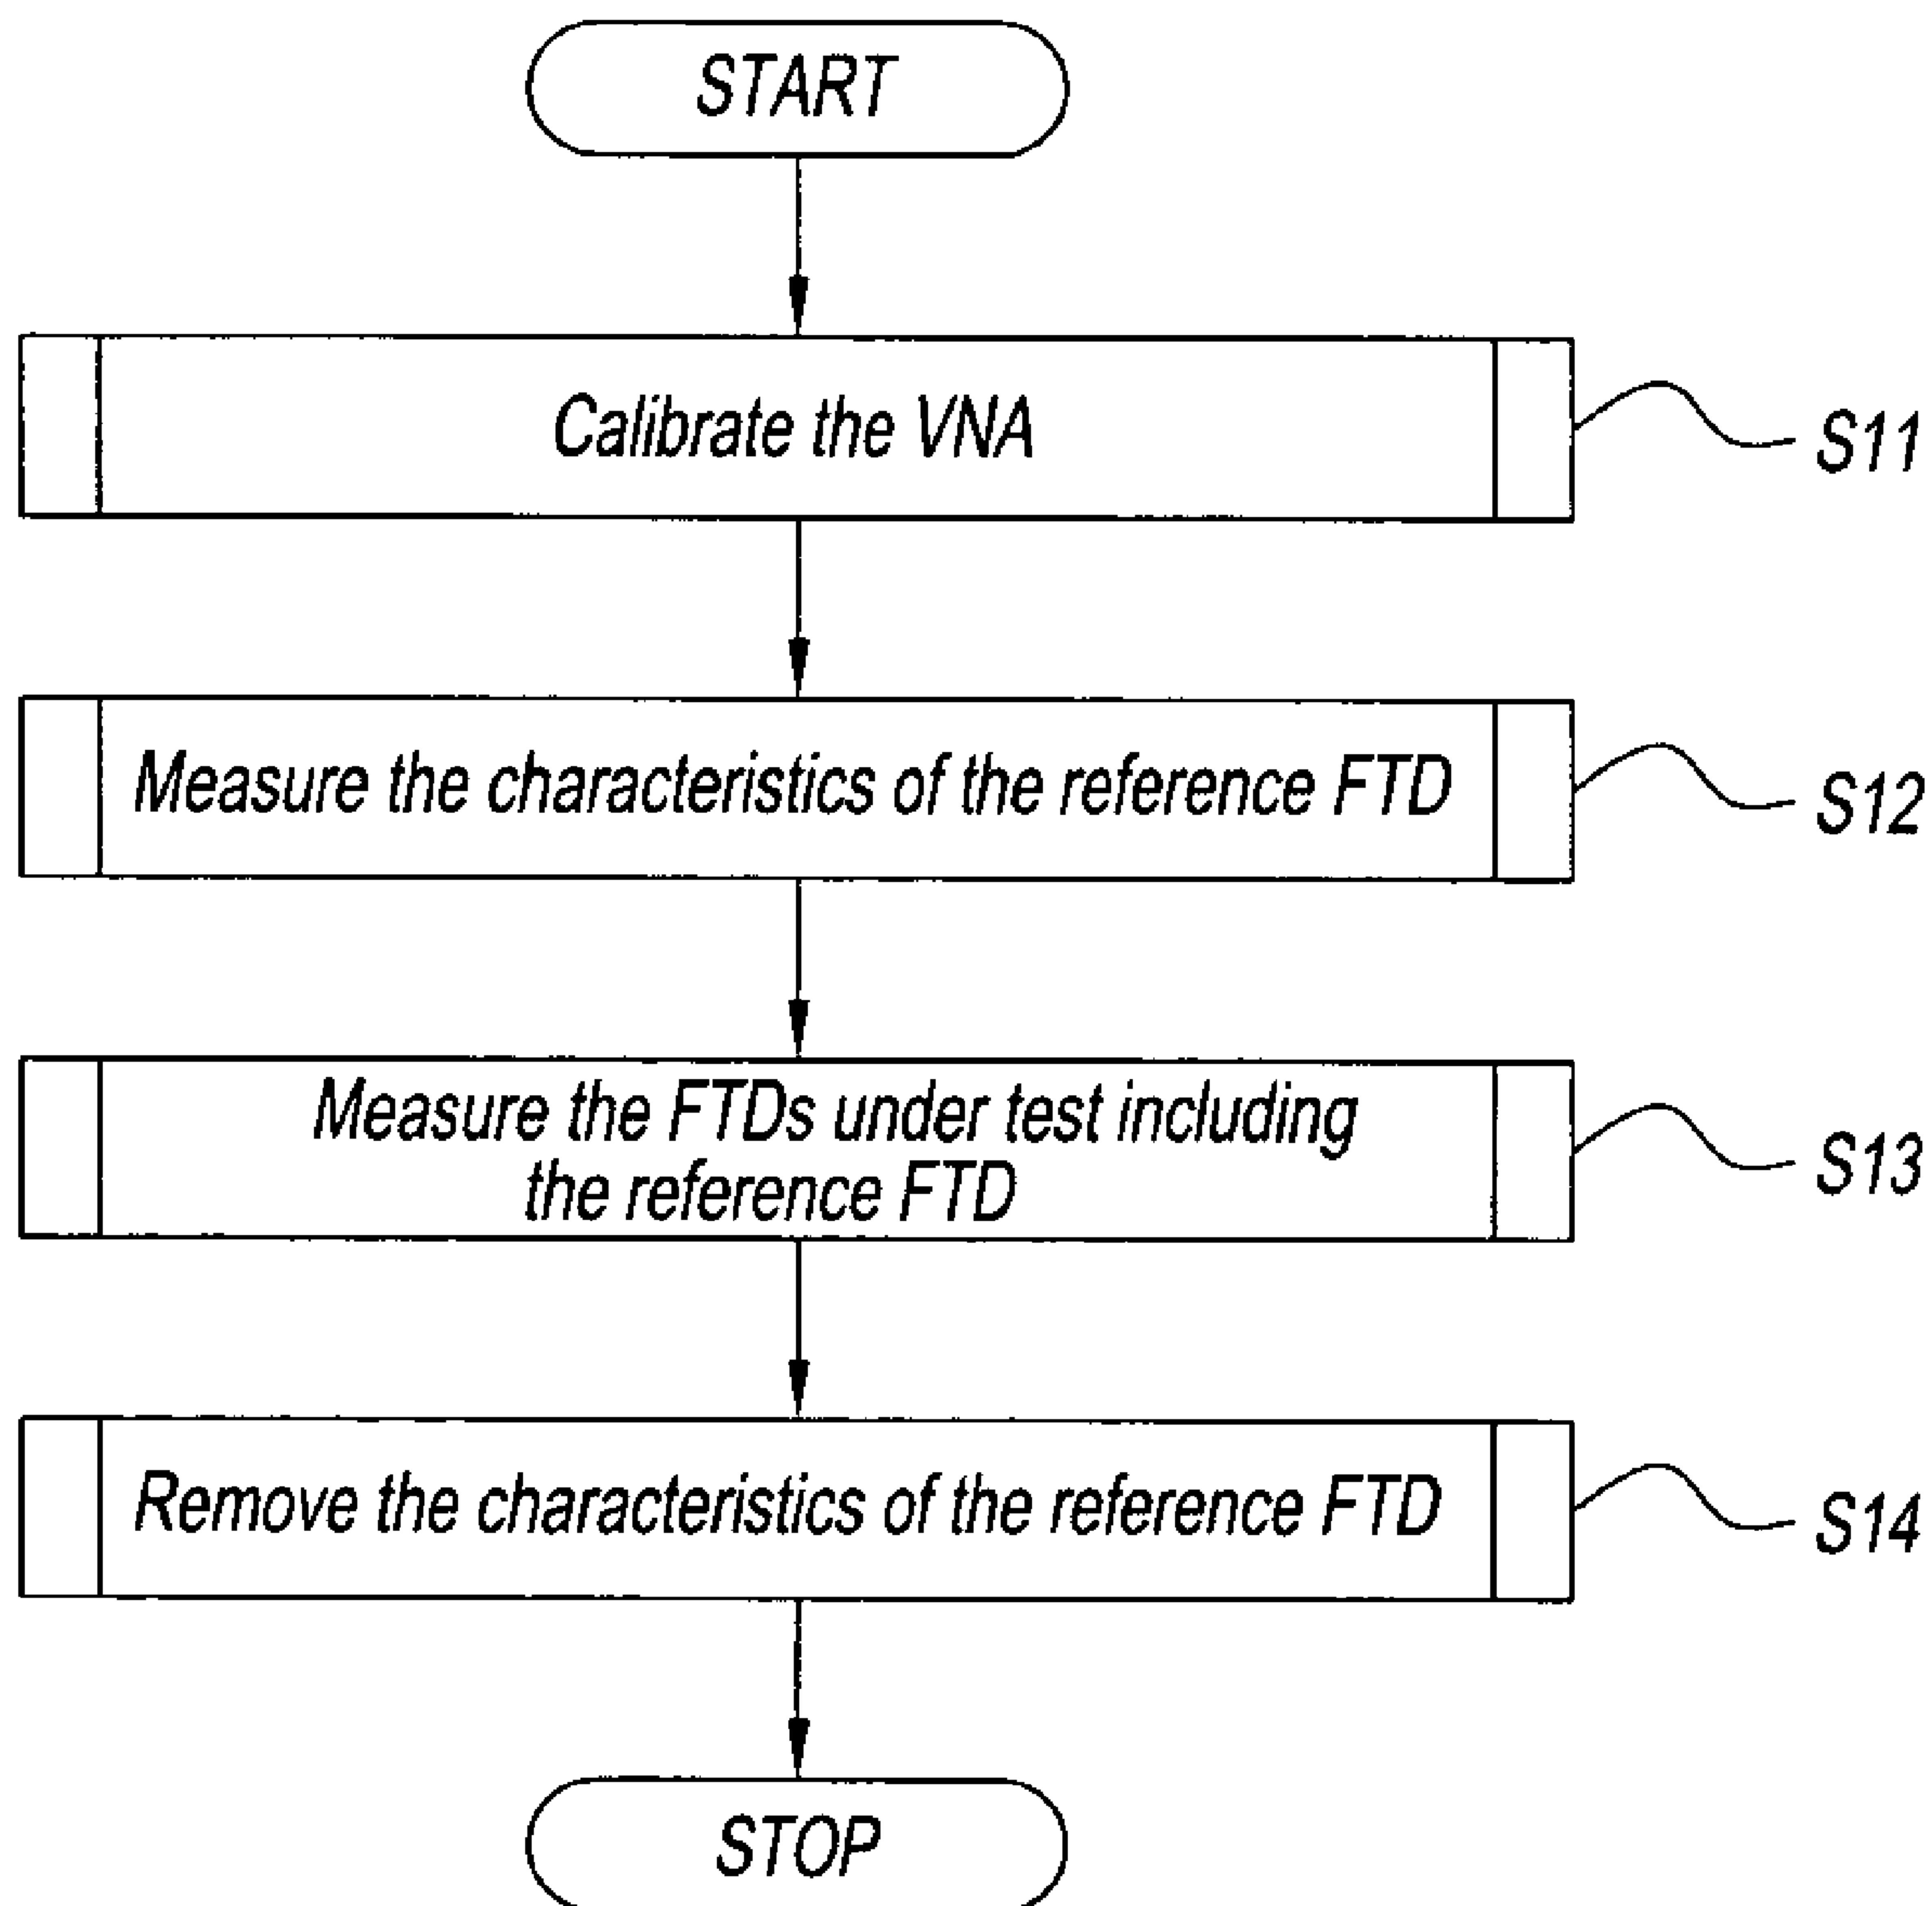 START
Calibrate the VNA
S11
Measure the characteristics of the reference FTD
S12
Measure the FTDs under test including
the reference FTD
S13
Remove the characteristics of the reference FTD
S14
STOP